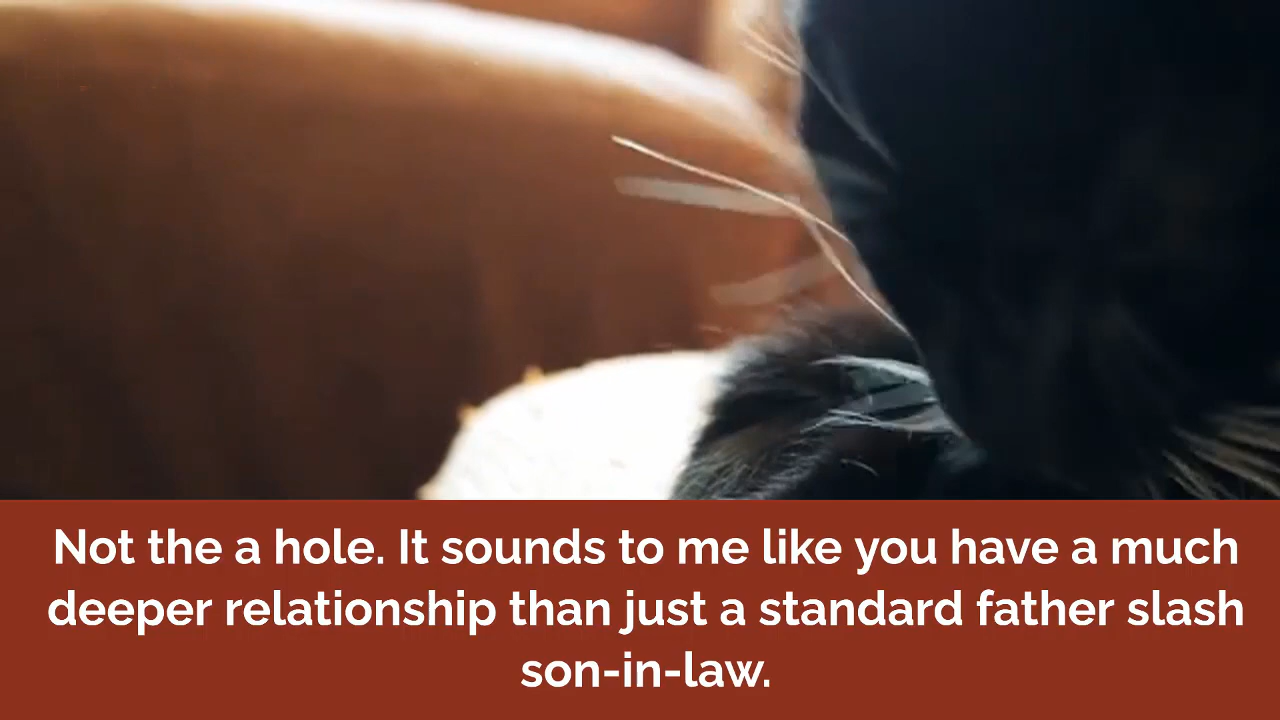 Not the a hole. It sounds to me like you have a much
deeper relationship than just a standard father slash
son-in-law.